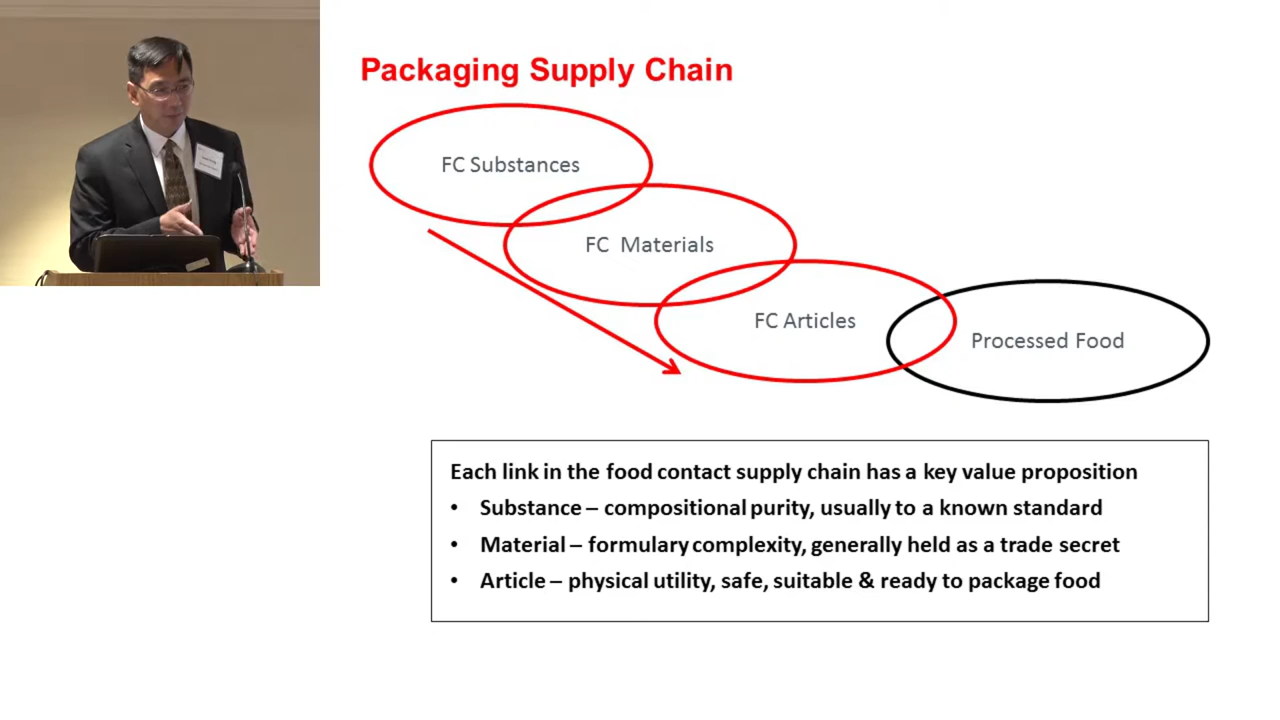 Packaging Supply Chain
FC Substances
FC Materials
FC Articles
Processed Food
Each link in the food contact supply chain has a key value proposition
• Substance – compositional purity, usually to a known standard
• Material – formulary complexity, generally held as a trade secret
• Article – physical utility, safe, suitable & ready to package food